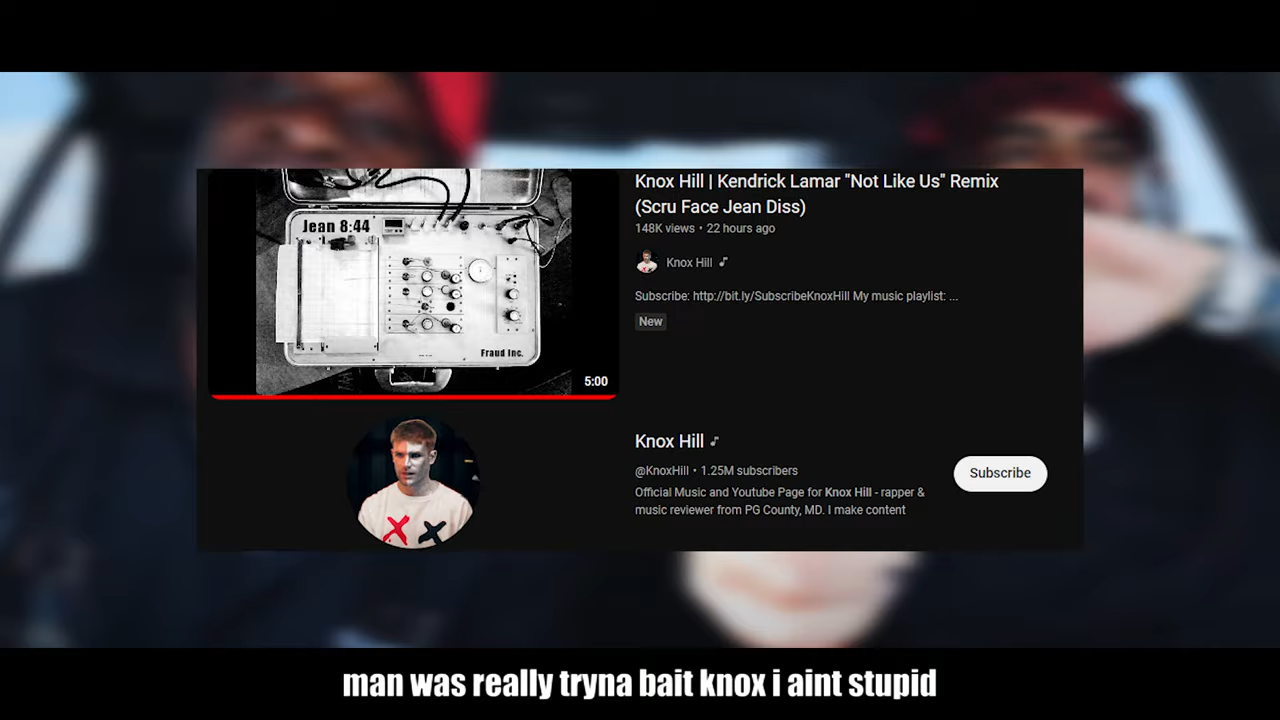 Jean 8:44
Fraud Inc.
5:00
Knox Hill | Kendrick Lamar "Not Like Us" Remix
(Scru Face Jean Diss)
148K views • 22 hours ago
Knox Hill
Subscribe: http://bit.ly/SubscribeKnoxHill My music playlist: ...
New
Knox Hill
@KnoxHill • 1.25M subscribers
Official Music and Youtube Page for Knox Hill - rapper &
music reviewer from PG County, MD. I make content
Subscribe
man was really tryna bait knox i aint stupid